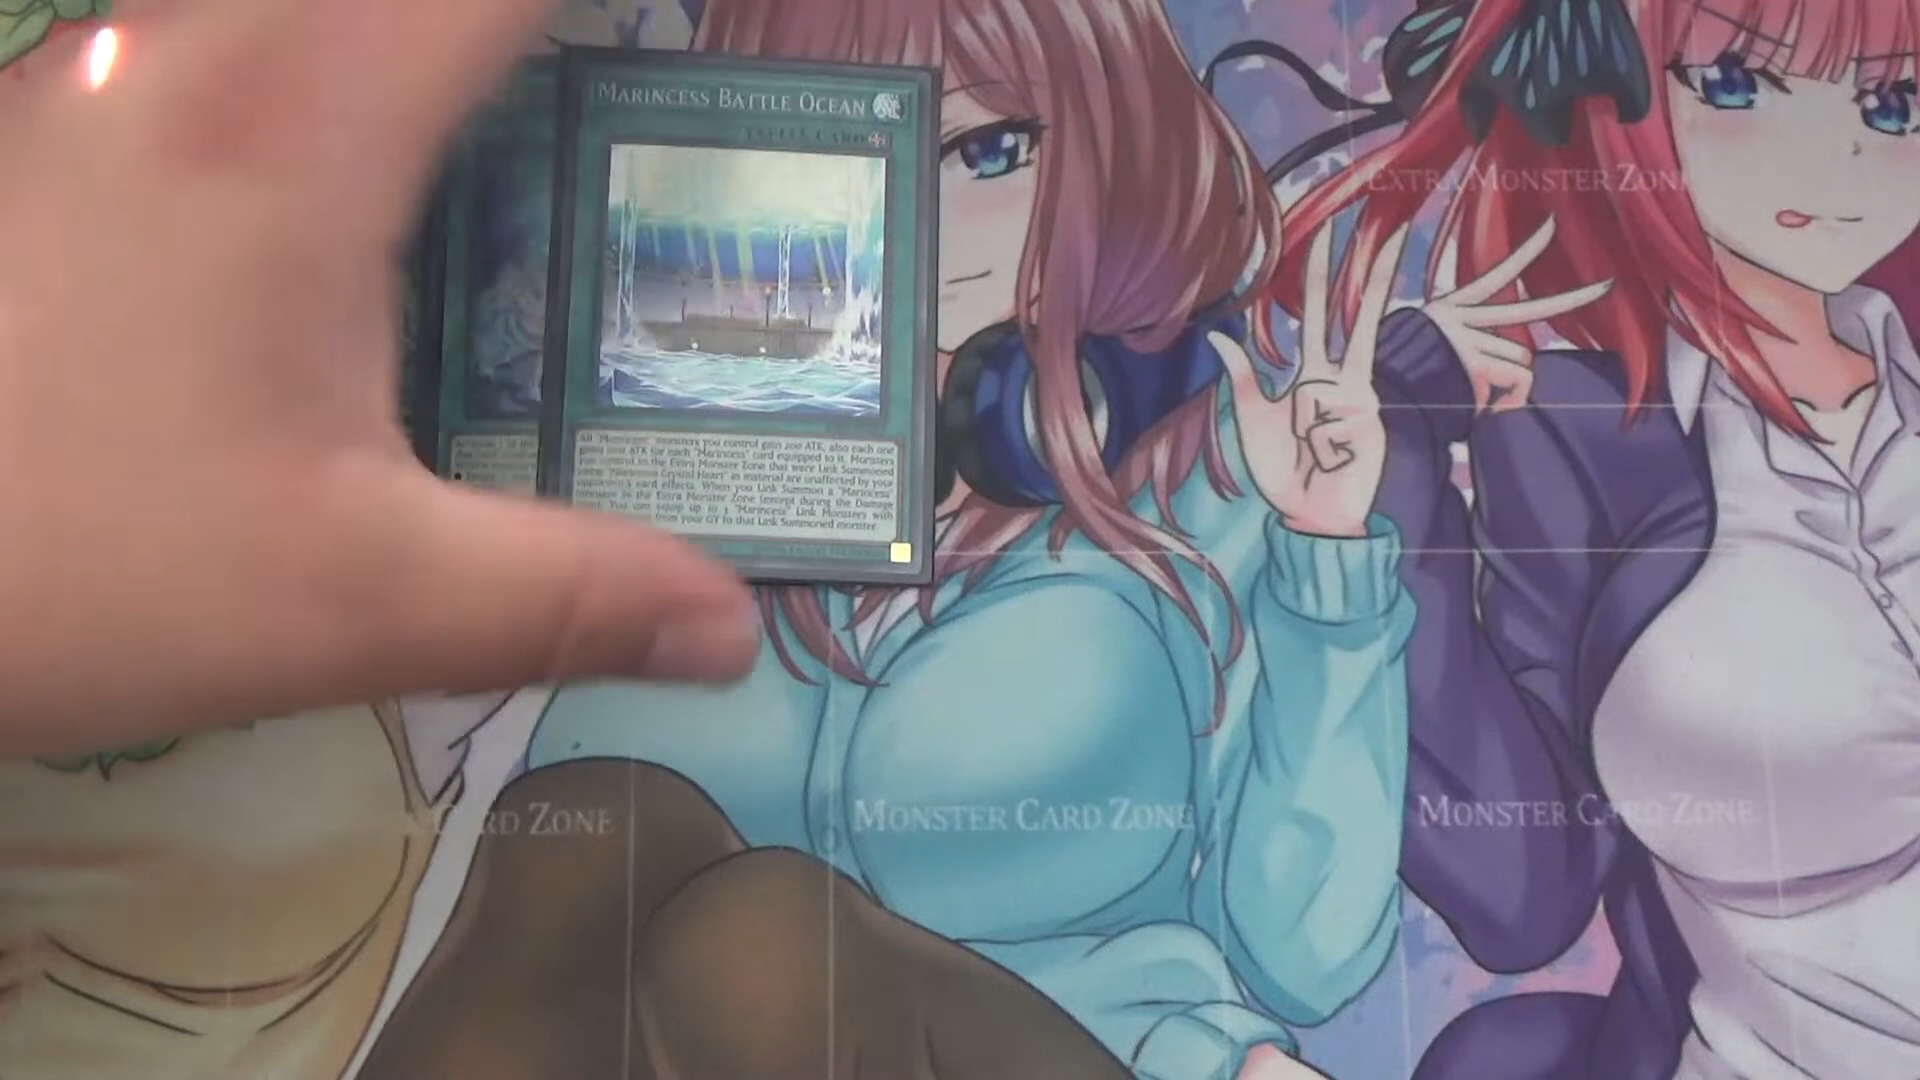 MARINCESS BATTLE OCEAN
All "Marincess" monsters you control gain 200 ATK, also each one
gains 600 ATK for each "Marincess" card equipped to it. Monsters
you control in the Extra Monster Zone that were Link Summoned
using "Marincess Crystal Heart" as material are unaffected by your
opponent's card effects. When you Link Summon a "Marincess"
monster to the Extra Monster Zone (except during the Damage
You can equip up to 3 "Marincess" Link Monsters with
from your GY to that Link Summoned monster.
EXTRA MONSTER ZONE
CARD ZONE
MONSTER CARD ZONE
MONSTER CARD ZONE